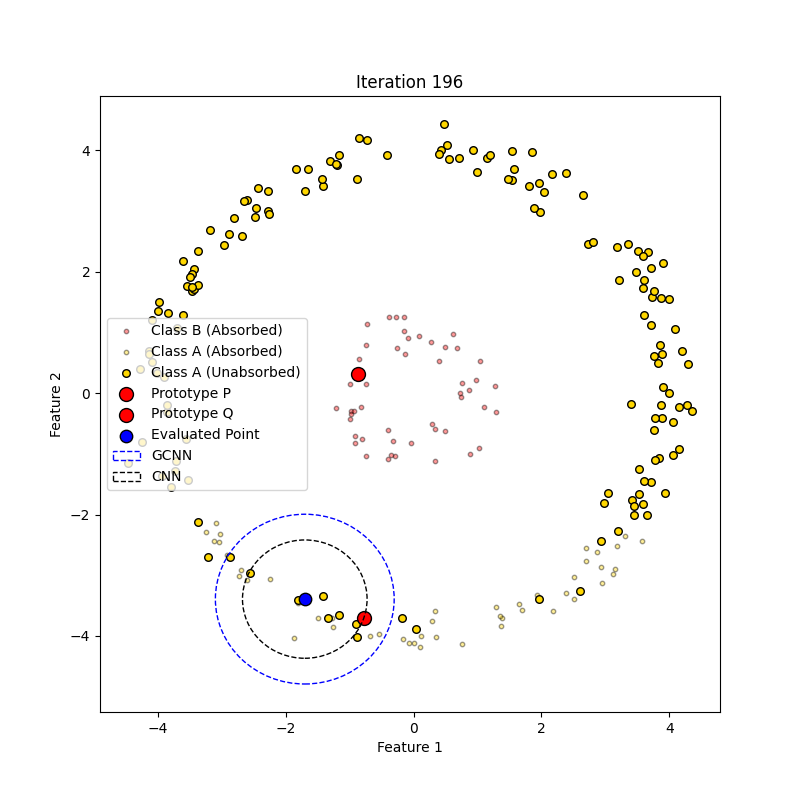 Iteration 196
4
2
0
−2
−4
Feature 2
Class B (Absorbed)
Class A (Absorbed)
Class A (Unabsorbed)
Prototype P
Prototype Q
Evaluated Point
GCNN
CNN
−4
−2
0
2
4
Feature 1